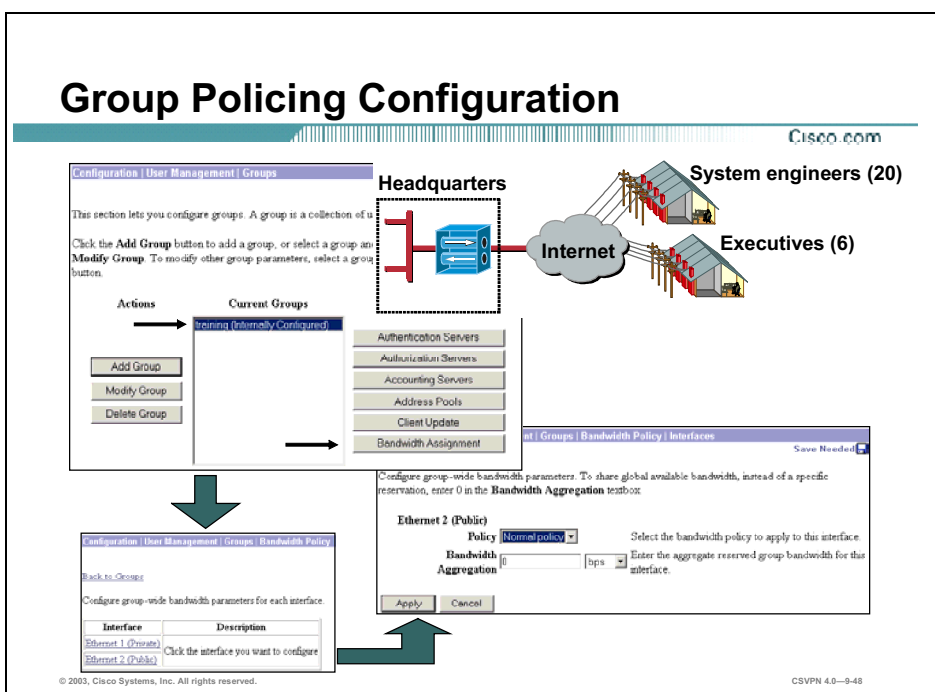 Group Policing Configuration
Cisco.com
Configuration | User Management | Groups
This section lets you configure groups. A group is a collection of u
Click the Add Group button to add a group, or select a group an
Modify Group. To modify other group parameters, select a grou
button.
Actions
Current Groups
training (Internally Configured)
Add Group
Modify Group
Delete Group
Authentication Servers
Authorization Servers
Accounting Servers
Address Pools
Client Update
Bandwidth Assignment
Headquarters
Internet
System engineers (20)
Executives (6)
Configuration | User Management | Groups | Bandwidth Policy
Back to Groups
Configure group-wide bandwidth parameters for each interface.
Interface
Description
Ethernet 1 (Private)
Ethernet 2 (Public)
Click the interface you want to configure
nt | Groups | Bandwidth Policy | Interfaces
Save Needed
Configure group-wide bandwidth parameters. To share global available bandwidth, instead of a specific
reservation, enter 0 in the Bandwidth Aggregation textbox
Ethernet 2 (Public)
Policy Normal policy
Select the bandwidth policy to apply to this interface.
Bandwidth
Aggregation 0 bps
Enter the aggregate reserved group bandwidth for this
interface.
Apply
Cancel
© 2003, Cisco Systems, Inc. All rights reserved.
CSVPN 4.0—9-48